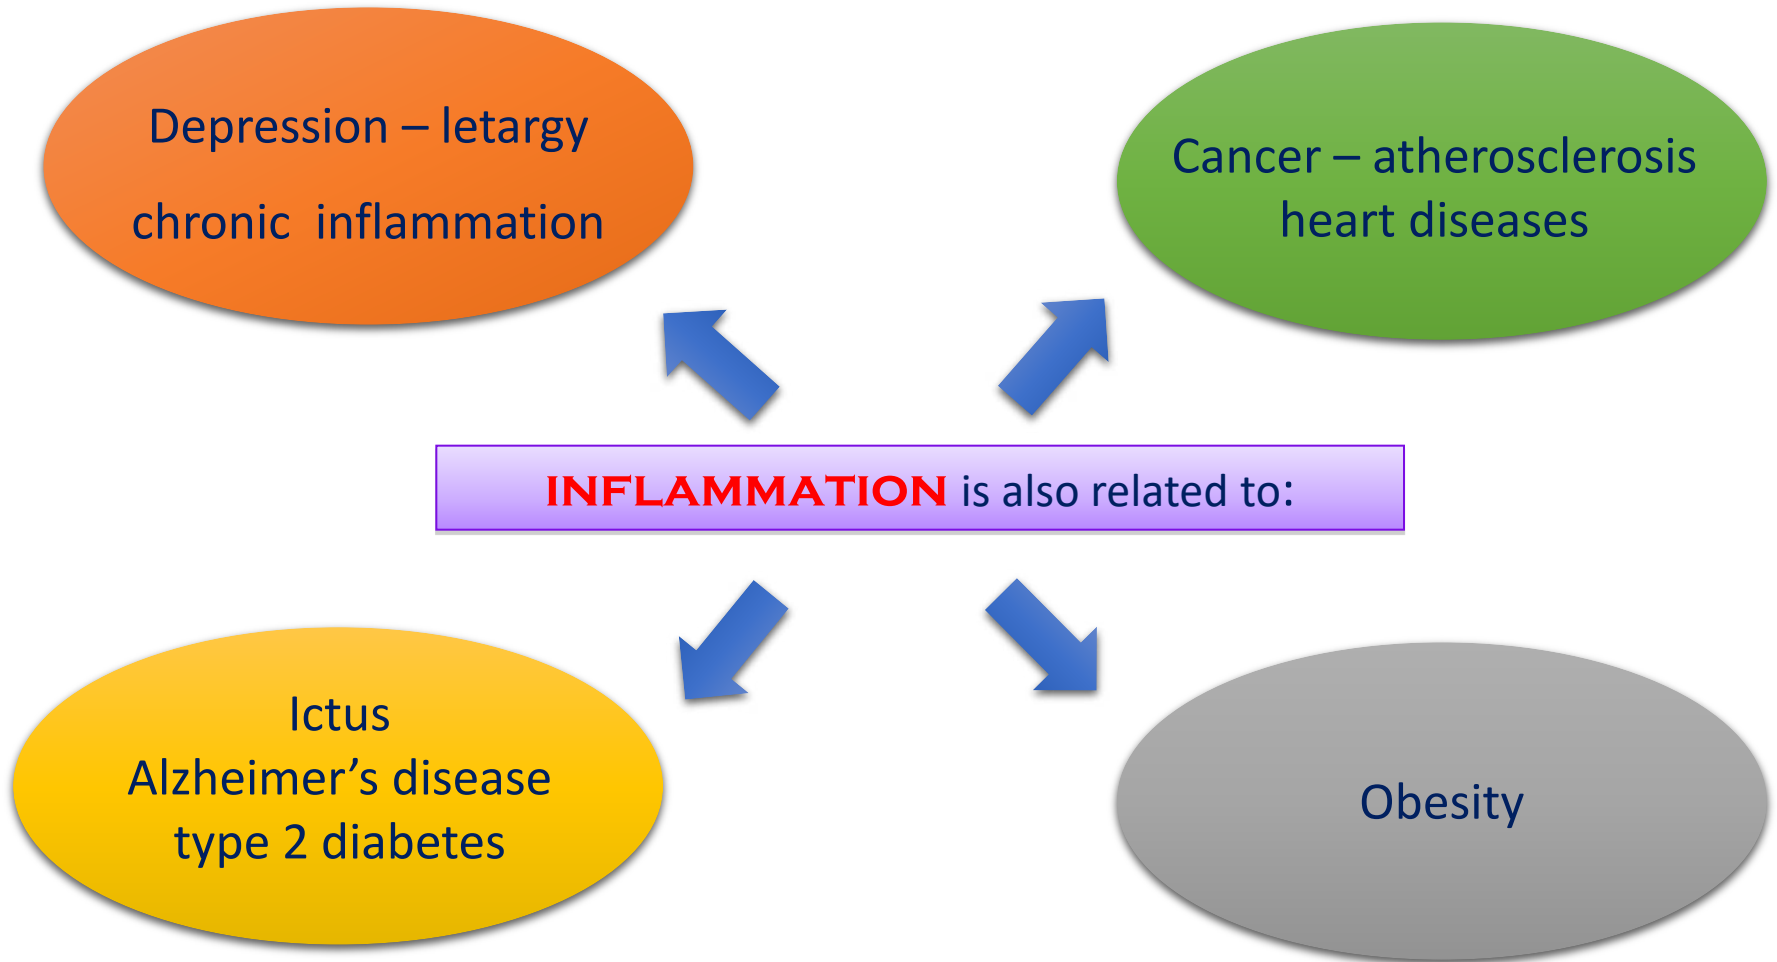 Depression – letargy
chronic inflammation
Cancer – atherosclerosis
heart diseases
INFLAMMATION is also related to:
Ictus
Alzheimer’s disease
type 2 diabetes
Obesity